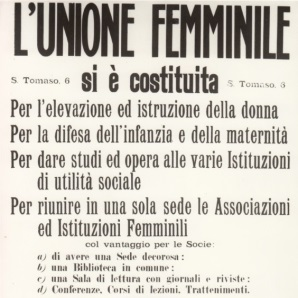 L'UNIONE FEMMINILE
S. Tomaso. 6 si è costituita S. Tomaso. 6
Per l'elevazione ed istruzione della donna
Per la difesa dell'infanzia e della maternità
Per dare studi ed opera alle varie Istituzioni
di utilità sociale
Per riunire in una sola sede le Associazioni
ed Istituzioni Femminili
col vantaggio per le Socie:
a) di avere una Sede decorosa:
b) una Biblioteca in comune:
c) una Sala di lettura con giornali e riviste:
d) Conferenze, Corsi di lezioni, Trattenimenti.